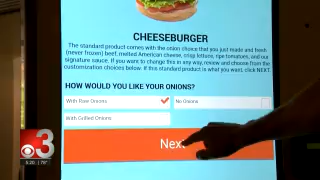 CHEESEBURGER
The standard product comes with the onion choice that you just made and fresh
(never frozen) beef, melted American cheese, crisp lettuce, ripe tomatoes, and our
signature sauce. If you want to change this in any way, review and choose from the
customization choices below. If this standard product is what you want, click NEXT.
HOW WOULD YOU LIKE YOUR ONIONS?
With Raw Onions
No Onions
With Grilled Onions
Next
3
5:20
75°